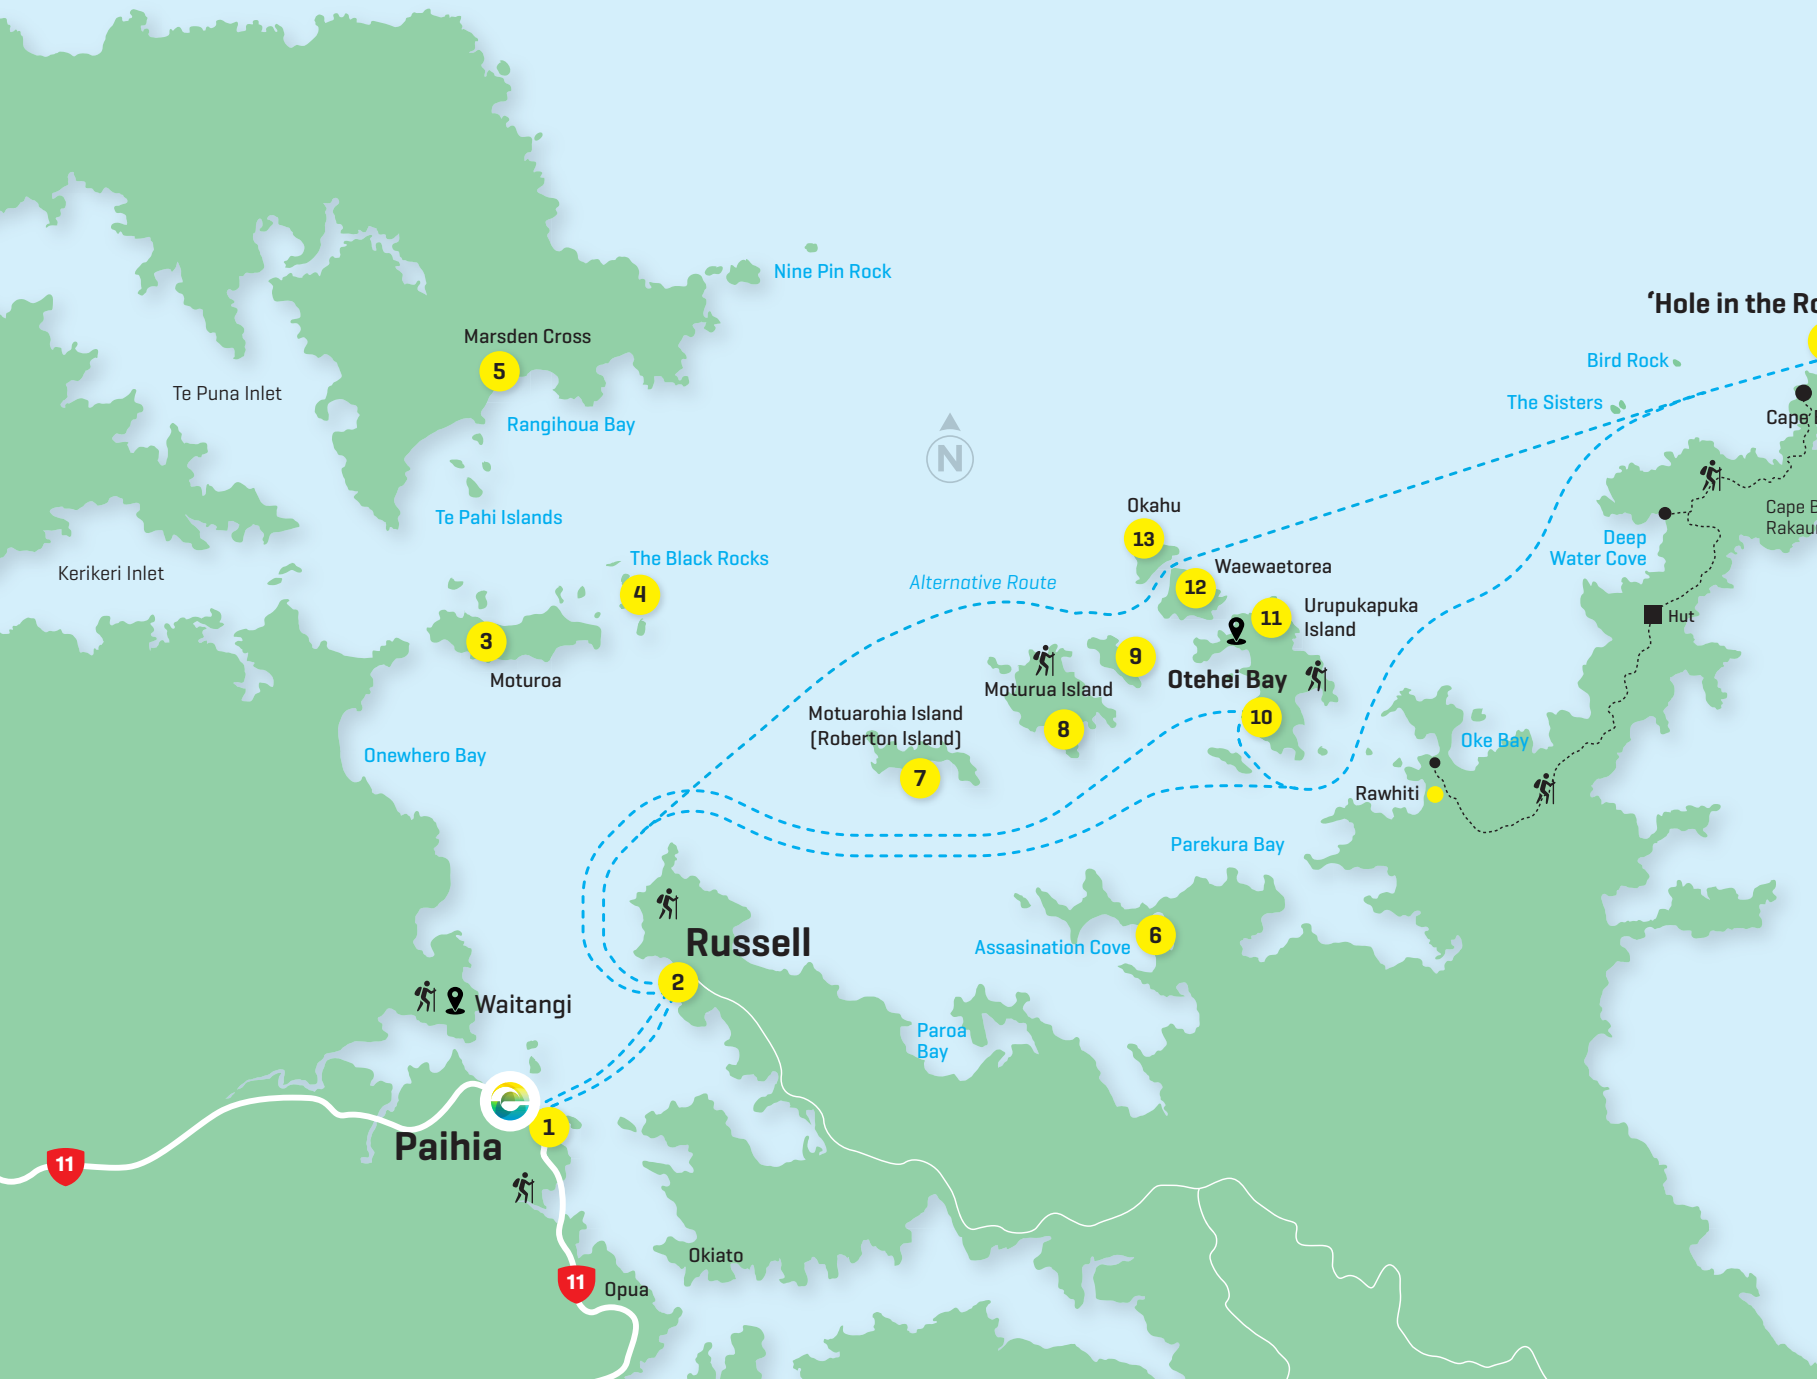 Nine Pin Rock
'Hole in the Ro
Marsden Cross
5
Bird Rock
Te Puna Inlet
The Sisters
Cape
Rangihoua Bay
N
Okahu
13
Cape B
Rakau
Te Pahi Islands
Deep
Water Cove
The Black Rocks
Kerikeri Inlet
Alternative Route
Waewaetorea
12
4
Urupukapuka
Island
11
Hut
3
9
Moturoa
Otehei Bay
Moturua Island
10
8
Motuarohia Island
(Roberton Island)
7
Oke Bay
Onewhero Bay
Rawhiti
Parekura Bay
6
Assasination Cove
Russell
2
Waitangi
Paroa
Bay
1
Paihia
11
Okiato
11
Opua